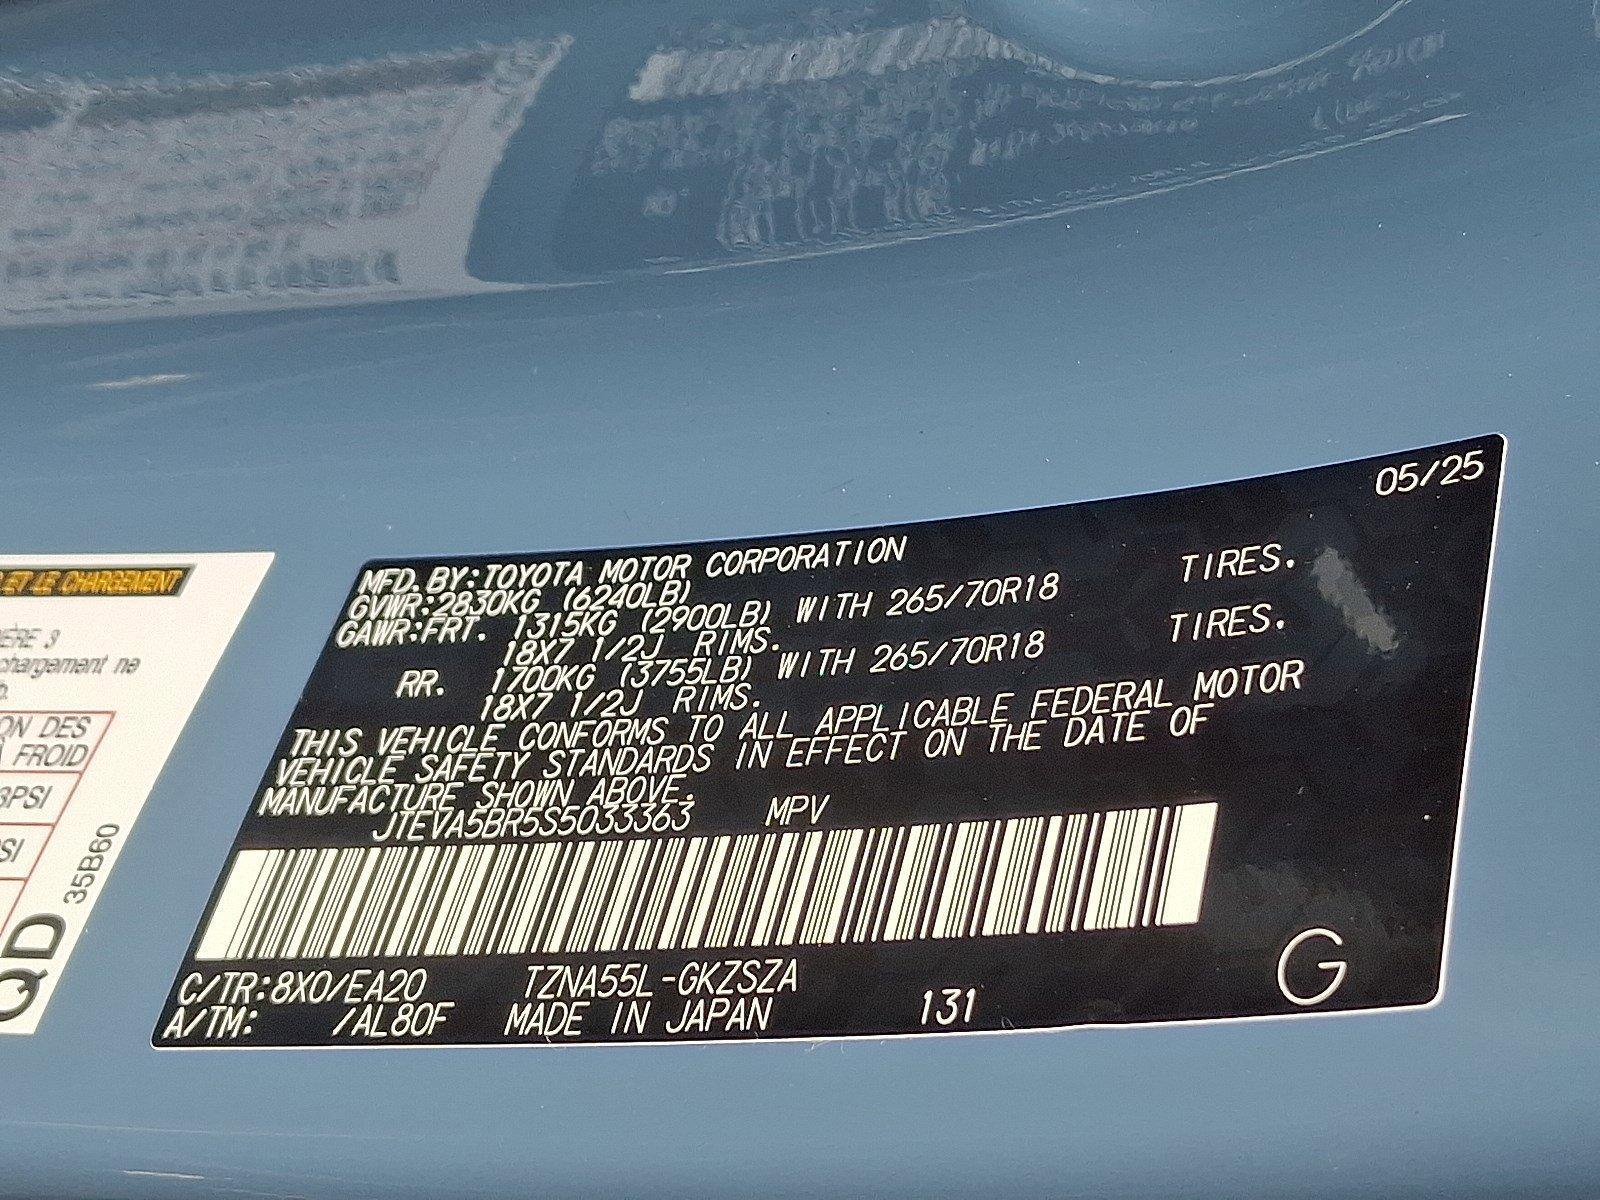 05/25
MFD. BY: TOYOTA MOTOR CORPORATION
GVWR: 2830KG (6240LB)
GAWR: FRT. 1315KG (2900LB) WITH 265/70R18 TIRES.
18X7 1/2J RIMS.
RR. 1700KG (3755LB) WITH 265/70R18 TIRES.
18X7 1/2J RIMS.
THIS VEHICLE CONFORMS TO ALL APPLICABLE FEDERAL MOTOR
VEHICLE SAFETY STANDARDS IN EFFECT ON THE DATE OF
MANUFACTURE SHOWN ABOVE.
JTEVA5BR5S5033363 MPV
C/TR: 8X0/EA20 TZNA55L-GKZSZA
A/TM: /AL80F MADE IN JAPAN 131
G
ET LE CHARGEMENT
ÈRE 3
chargement ne
ON DES
À FROID
PSI
SI
35B60
QD